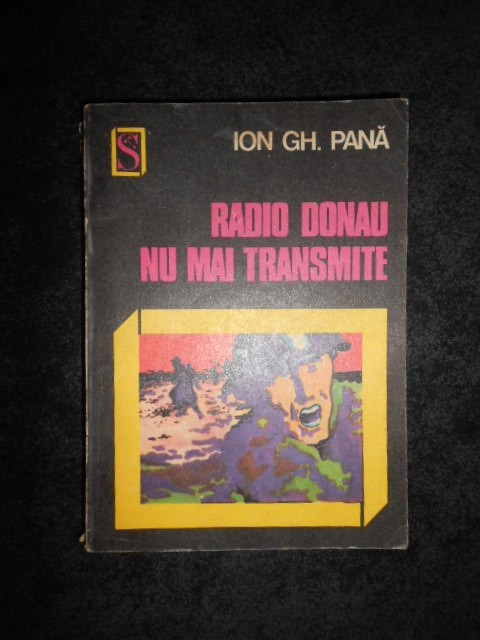 S
ION GH. PANĂ
RADIO DONAU
NU MAI TRANSMITE